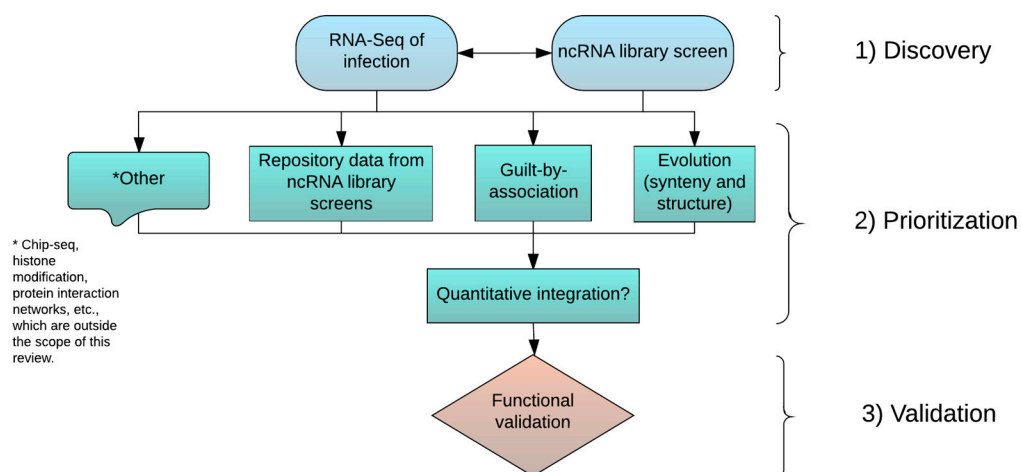 RNA-Seq of
infection
ncRNA library screen
1) Discovery
*Other
Repository data from
ncRNA library
screens
Guilt-by-
association
Evolution
(synteny and
structure)
2) Prioritization
* Chip-seq,
histone
modification,
protein interaction
networks, etc.,
which are outside
the scope of this
review.
Quantitative integration?
Functional
validation
3) Validation